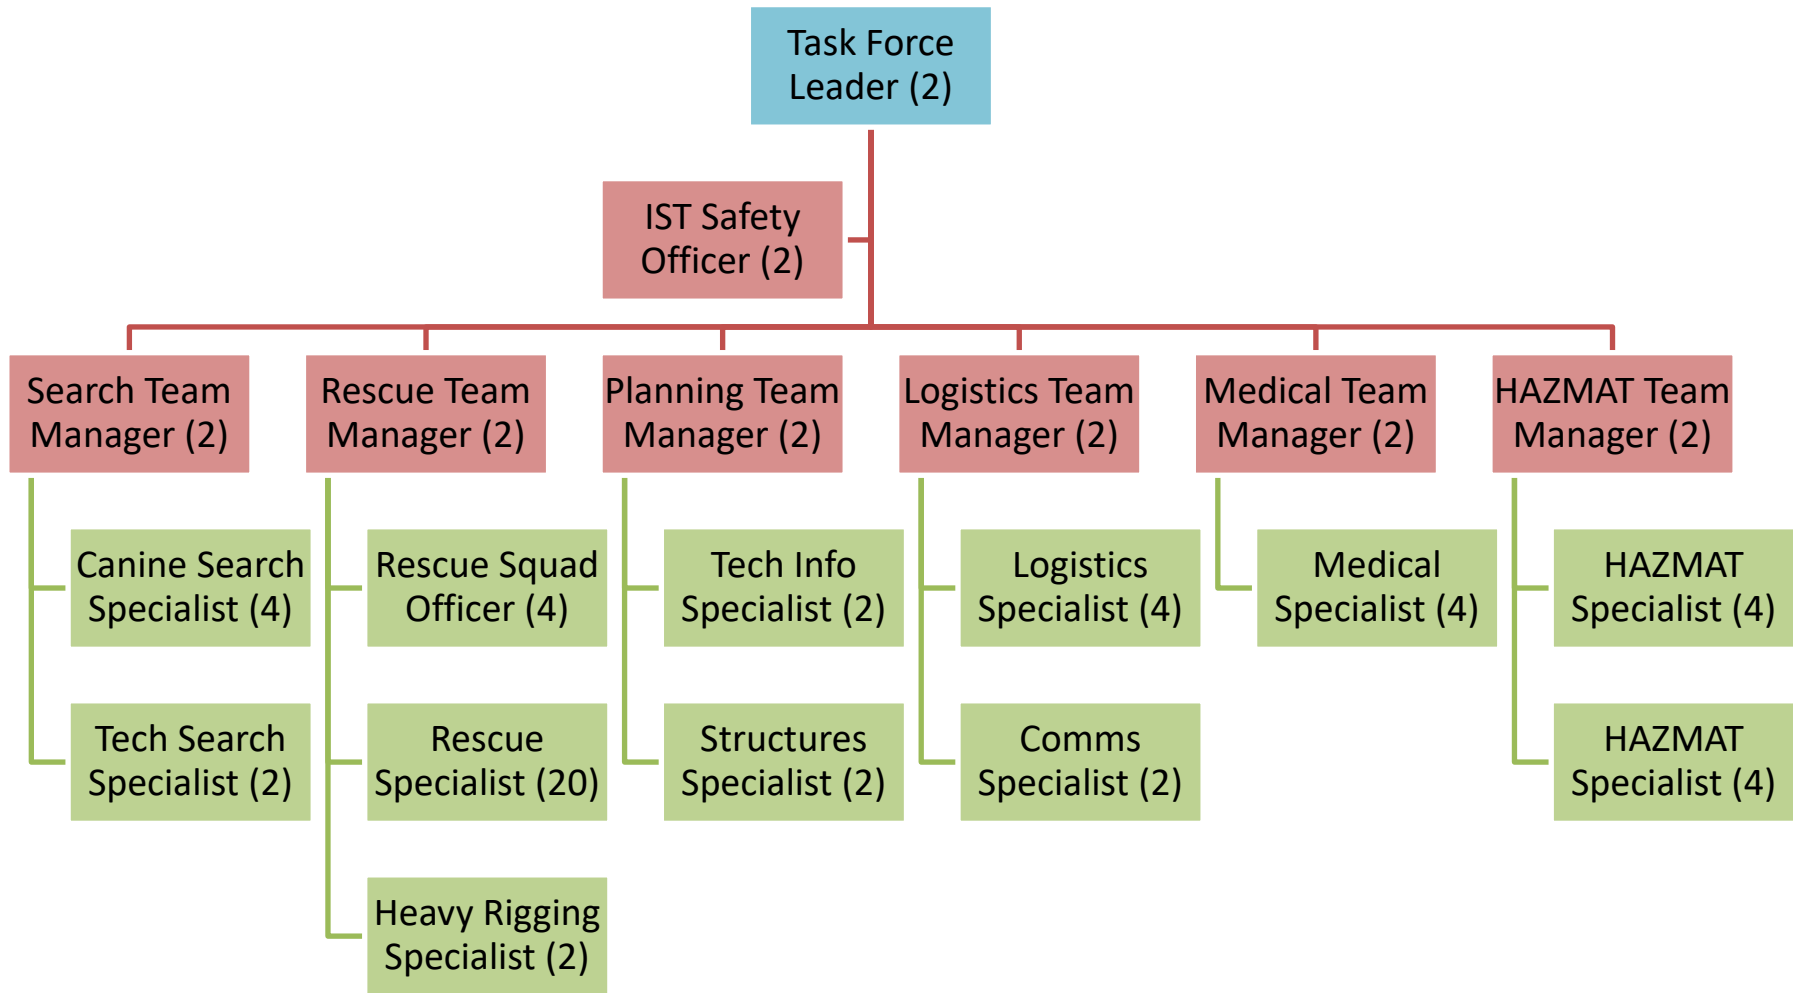 Task Force
Leader (2)
IST Safety
Officer (2)
Search Team
Manager (2)
Rescue Team
Manager (2)
Planning Team
Manager (2)
Logistics Team
Manager (2)
Medical Team
Manager (2)
HAZMAT Team
Manager (2)
Canine Search
Specialist (4)
Rescue Squad
Officer (4)
Tech Info
Specialist (2)
Logistics
Specialist (4)
Medical
Specialist (4)
HAZMAT
Specialist (4)
Tech Search
Specialist (2)
Rescue
Specialist (20)
Structures
Specialist (2)
Comms
Specialist (2)
HAZMAT
Specialist (4)
Heavy Rigging
Specialist (2)